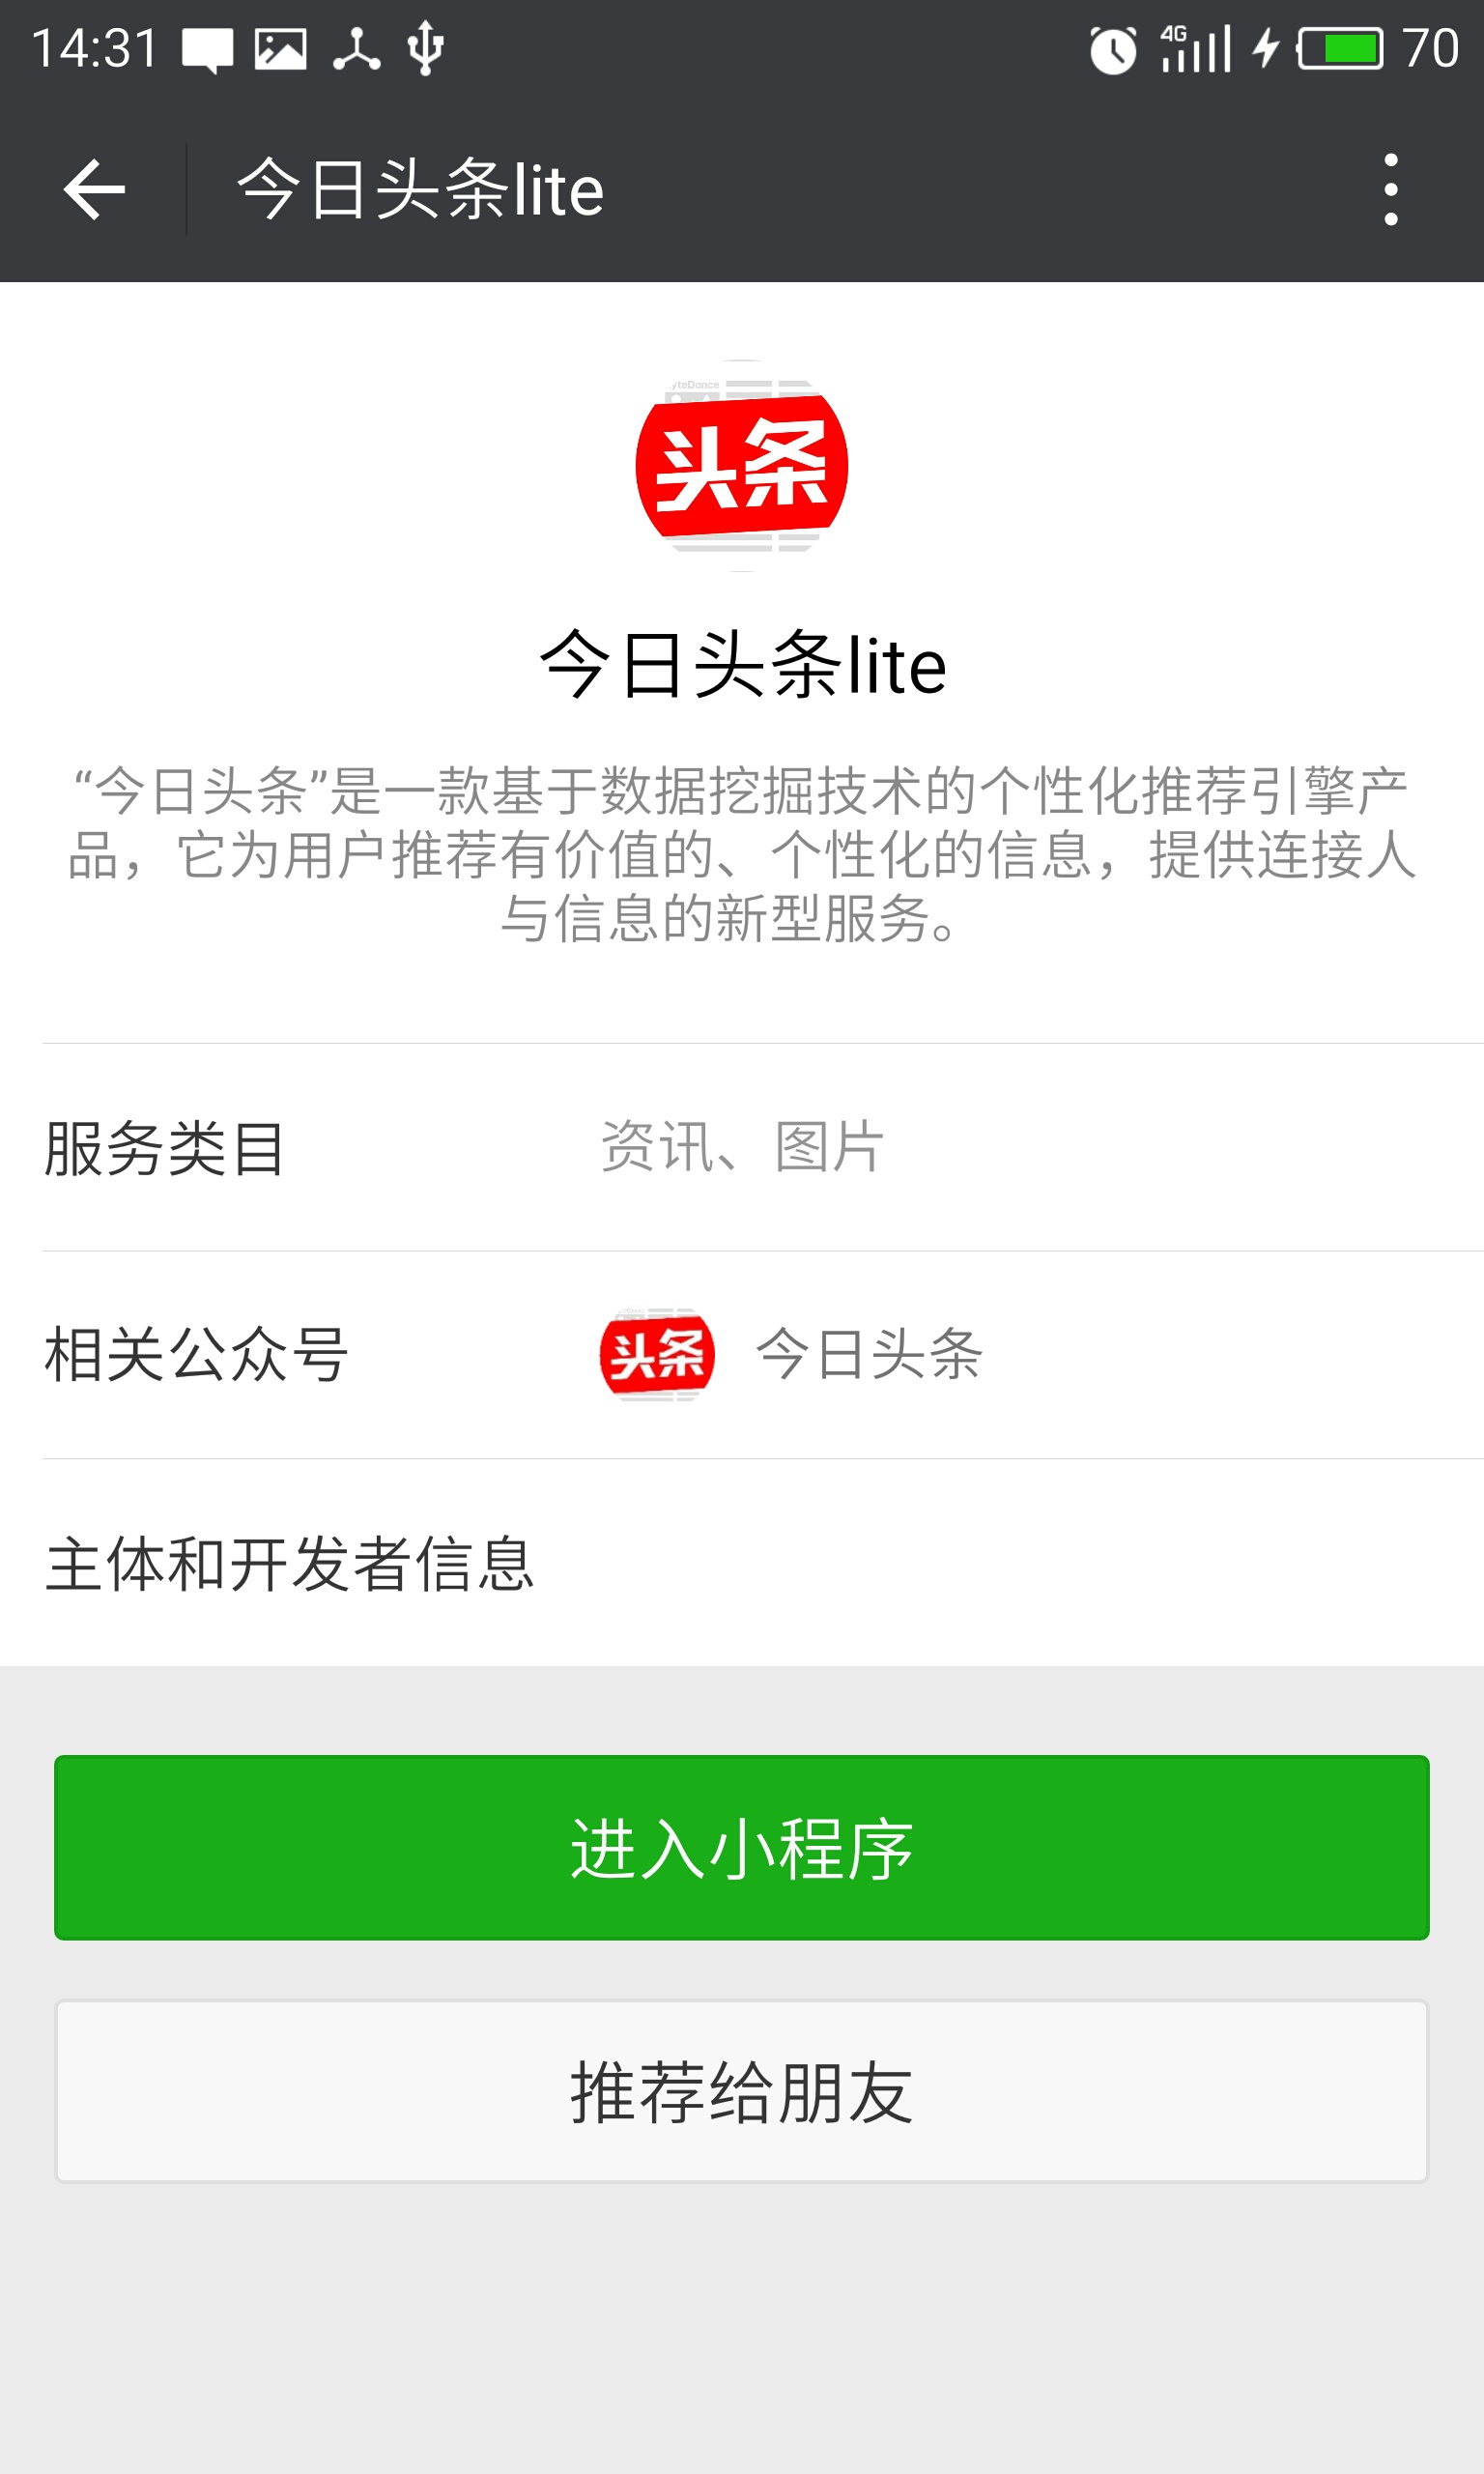 14:31 4G 70
今日头条lite
yteDance
头条
今日头条lite
“今日头条”是一款基于数据挖掘技术的个性化推荐引擎产
品，它为用户推荐有价值的、个性化的信息，提供连接人
与信息的新型服务。
服务类目 资讯、图片
相关公众号 头条 今日头条
主体和开发者信息
进入小程序
推荐给朋友